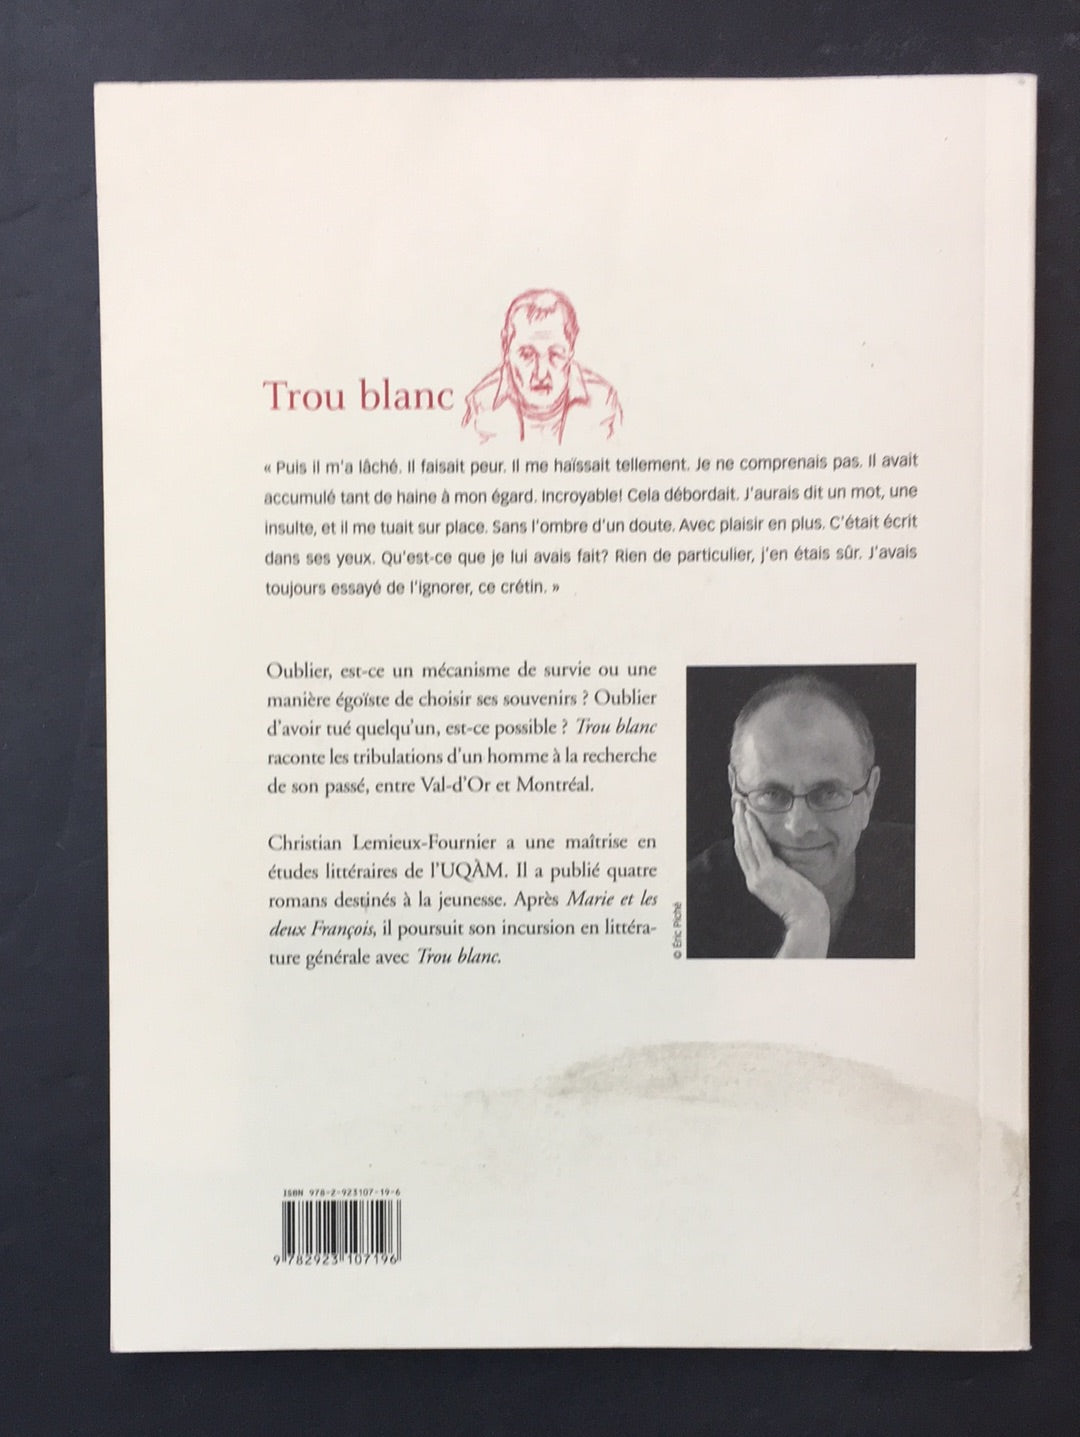 Trou blanc
« Puis il m'a lâché. Il faisait peur. Il me haïssait tellement. Je ne comprenais pas. Il avait
accumulé tant de haine à mon égard. Incroyable! Cela débordait. J'aurais dit un mot, une
insulte, et il me tuait sur place. Sans l'ombre d'un doute. Avec plaisir en plus. C'était écrit
dans ses yeux. Qu'est-ce que je lui avais fait? Rien de particulier, j'en étais sûr. J'avais
toujours essayé de l'ignorer, ce crétin. »
Oublier, est-ce un mécanisme de survie ou une
manière égoïste de choisir ses souvenirs ? Oublier
d'avoir tué quelqu'un, est-ce possible ? Trou blanc
raconte les tribulations d'un homme à la recherche
de son passé, entre Val-d'Or et Montréal.
Christian Lemieux-Fournier a une maîtrise en
études littéraires de l'UQÀM. Il a publié quatre
romans destinés à la jeunesse. Après Marie et les
deux François, il poursuit son incursion en littéra-
ture générale avec Trou blanc.
© Éric Piché
ISBN 978-2-923107-19-6
9 782923 107196